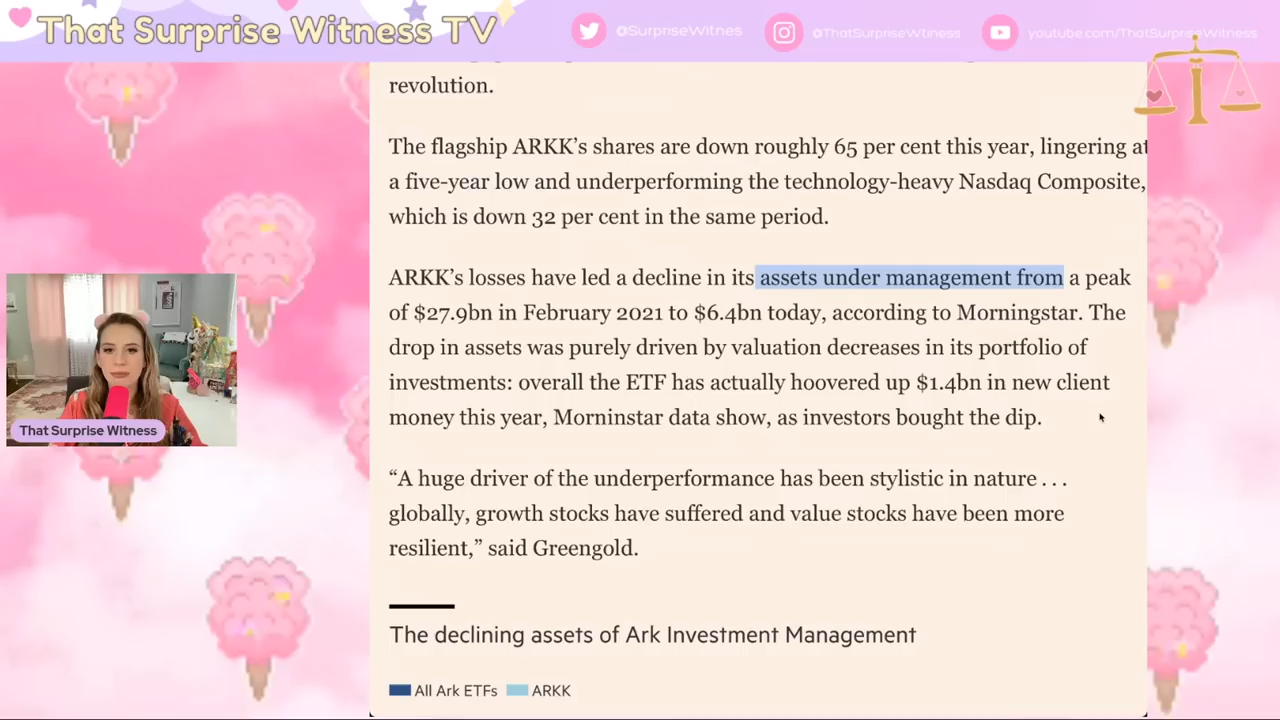 That Surprise Witness TV
@SurpriseWitnes
@ThatSurpriseWtiness
youtube.com/ThatSurpriseWitness
revolution.
The flagship ARKK’s shares are down roughly 65 per cent this year, lingering at
a five-year low and underperforming the technology-heavy Nasdaq Composite,
which is down 32 per cent in the same period.
ARKK’s losses have led a decline in its assets under management from a peak
of $27.9bn in February 2021 to $6.4bn today, according to Morningstar. The
drop in assets was purely driven by valuation decreases in its portfolio of
investments: overall the ETF has actually hoovered up $1.4bn in new client
money this year, Morninstar data show, as investors bought the dip.
That Surprise Witness
“A huge driver of the underperformance has been stylistic in nature . . .
globally, growth stocks have suffered and value stocks have been more
resilient,” said Greengold.
The declining assets of Ark Investment Management
All Ark ETFs ARKK